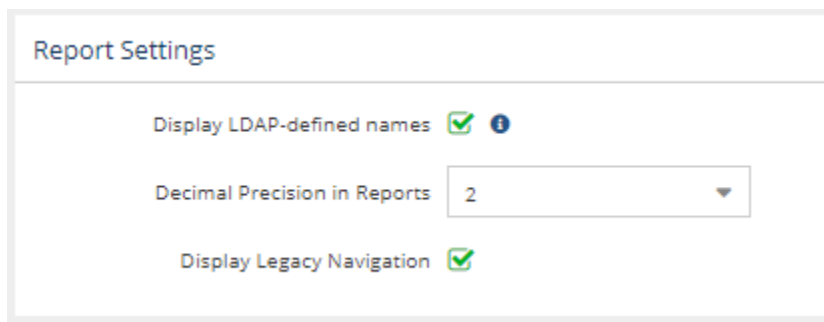 Report Settings
Display LDAP-defined names
Decimal Precision in Reports 2
Display Legacy Navigation